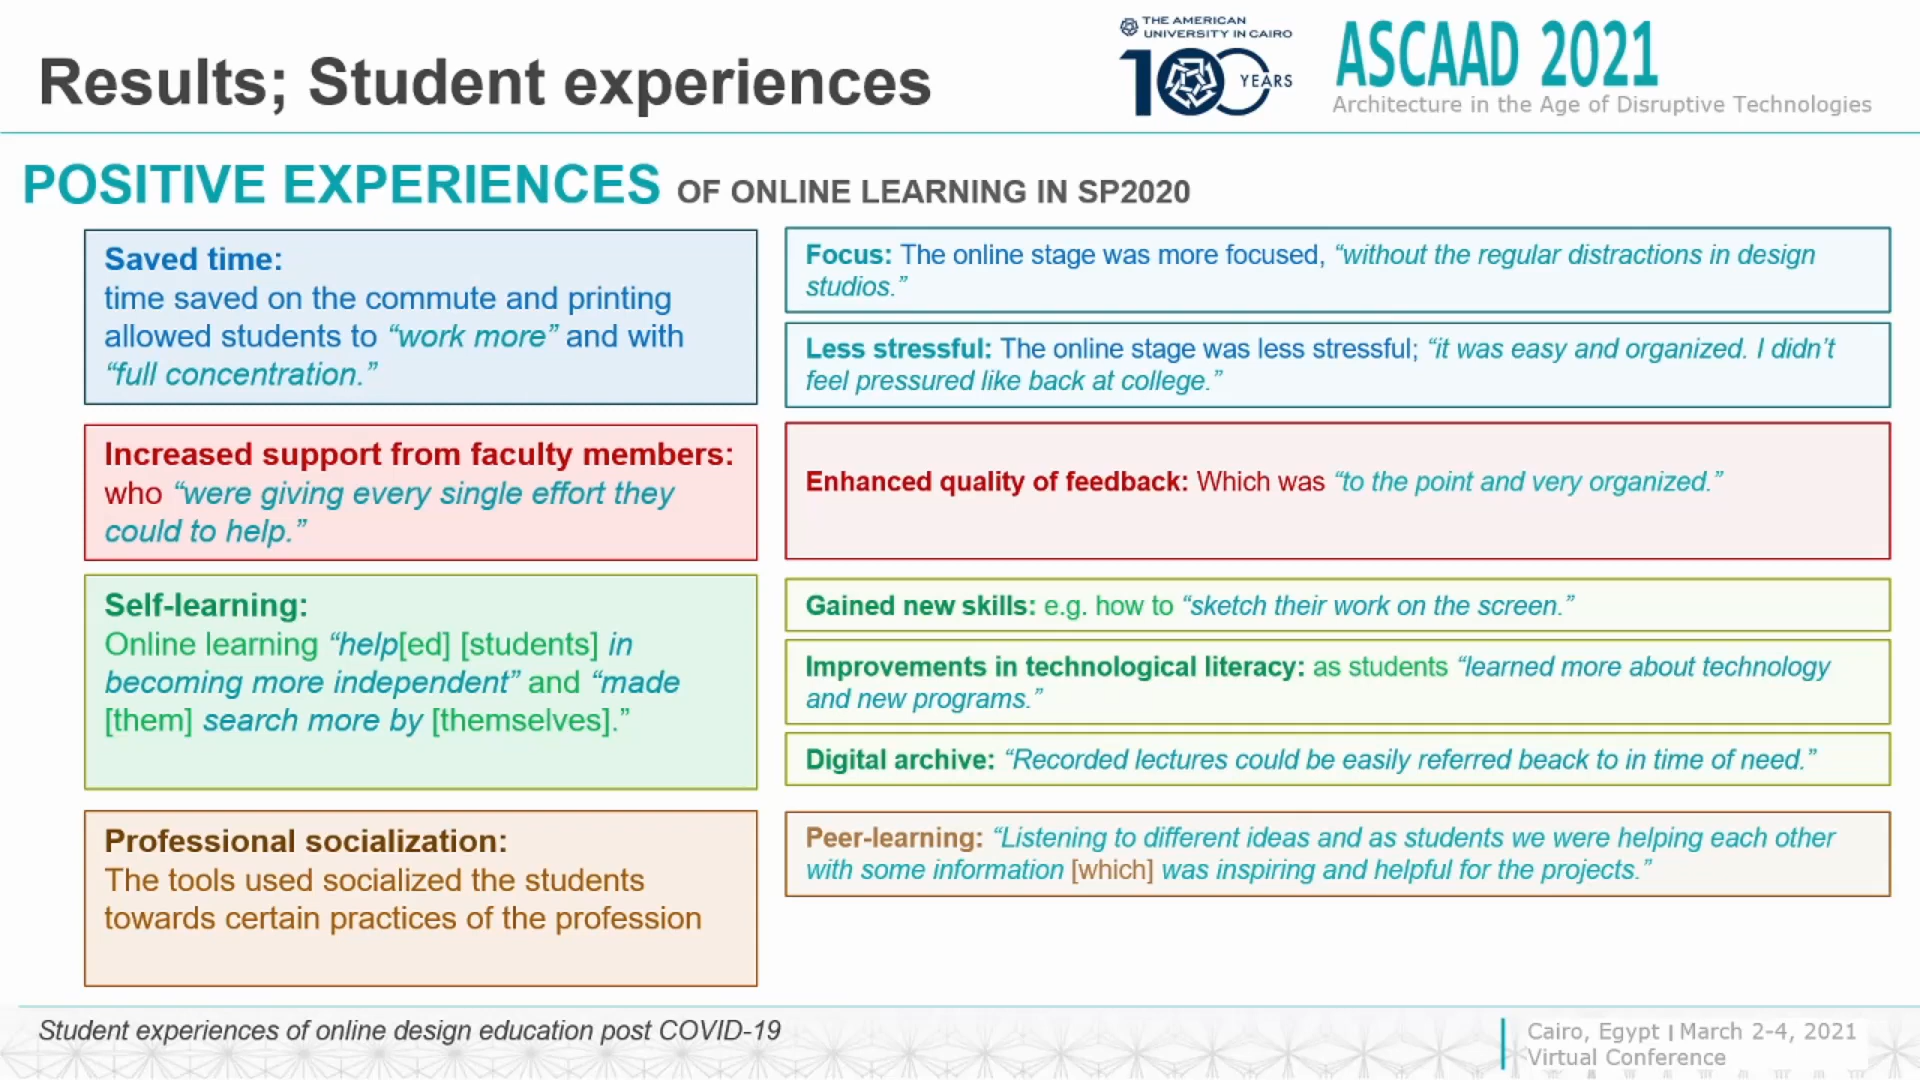 Results; Student experiences
THE AMERICAN
UNIVERSITY IN CAIRO
100 YEARS
ASCAAD 2021
Architecture in the Age of Disruptive Technologies
POSITIVE EXPERIENCES OF ONLINE LEARNING IN SP2020
Saved time:
time saved on the commute and printing
allowed students to “work more” and with
“full concentration.”
Focus: The online stage was more focused, “without the regular distractions in design
studios.”
Less stressful: The online stage was less stressful; “it was easy and organized. I didn’t
feel pressured like back at college.”
Increased support from faculty members:
who “were giving every single effort they
could to help.”
Enhanced quality of feedback: Which was “to the point and very organized.”
Self-learning:
Online learning “help[ed] [students] in
becoming more independent” and “made
[them] search more by [themselves].”
Gained new skills: e.g. how to “sketch their work on the screen.”
Improvements in technological literacy: as students “learned more about technology
and new programs.”
Digital archive: “Recorded lectures could be easily referred beack to in time of need.”
Professional socialization:
The tools used socialized the students
towards certain practices of the profession
Peer-learning: “Listening to different ideas and as students we were helping each other
with some information [which] was inspiring and helpful for the projects.”
Student experiences of online design education post COVID-19
Cairo, Egypt | March 2-4, 2021
Virtual Conference